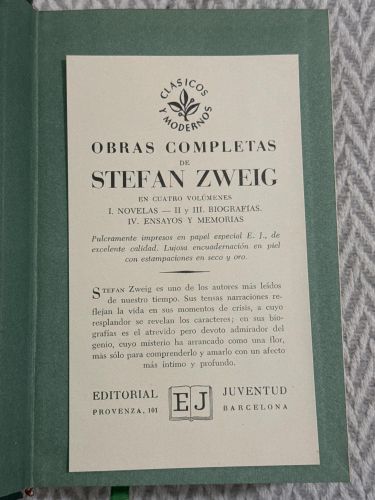 CLASICOS
Y MODERNOS
OBRAS COMPLETAS
DE
STEFAN ZWEIG
EN CUATRO VOLÚMENES
I. NOVELAS — II y III. BIOGRAFIAS.
IV. ENSAYOS Y MEMORIAS
Pulcramente impresos en papel especial E. J., de
excelente calidad. Lujosa encuadernación en piel
con estampaciones en seco y oro.
STEFAN Zweig es uno de los autores más leídos
de nuestro tiempo. Sus tensas narraciones re-
flejan la vida en sus momentos de crisis, a cuyo
resplandor se revelan los caracteres; en sus bio-
grafías es el atrevido pero devoto admirador del
genio, cuyo misterio ha arrancado como una flor,
más sólo para comprenderlo y amarlo con un afecto
más íntimo y profundo.
EDITORIAL EJ JUVENTUD
PROVENZA, 101 BARCELONA